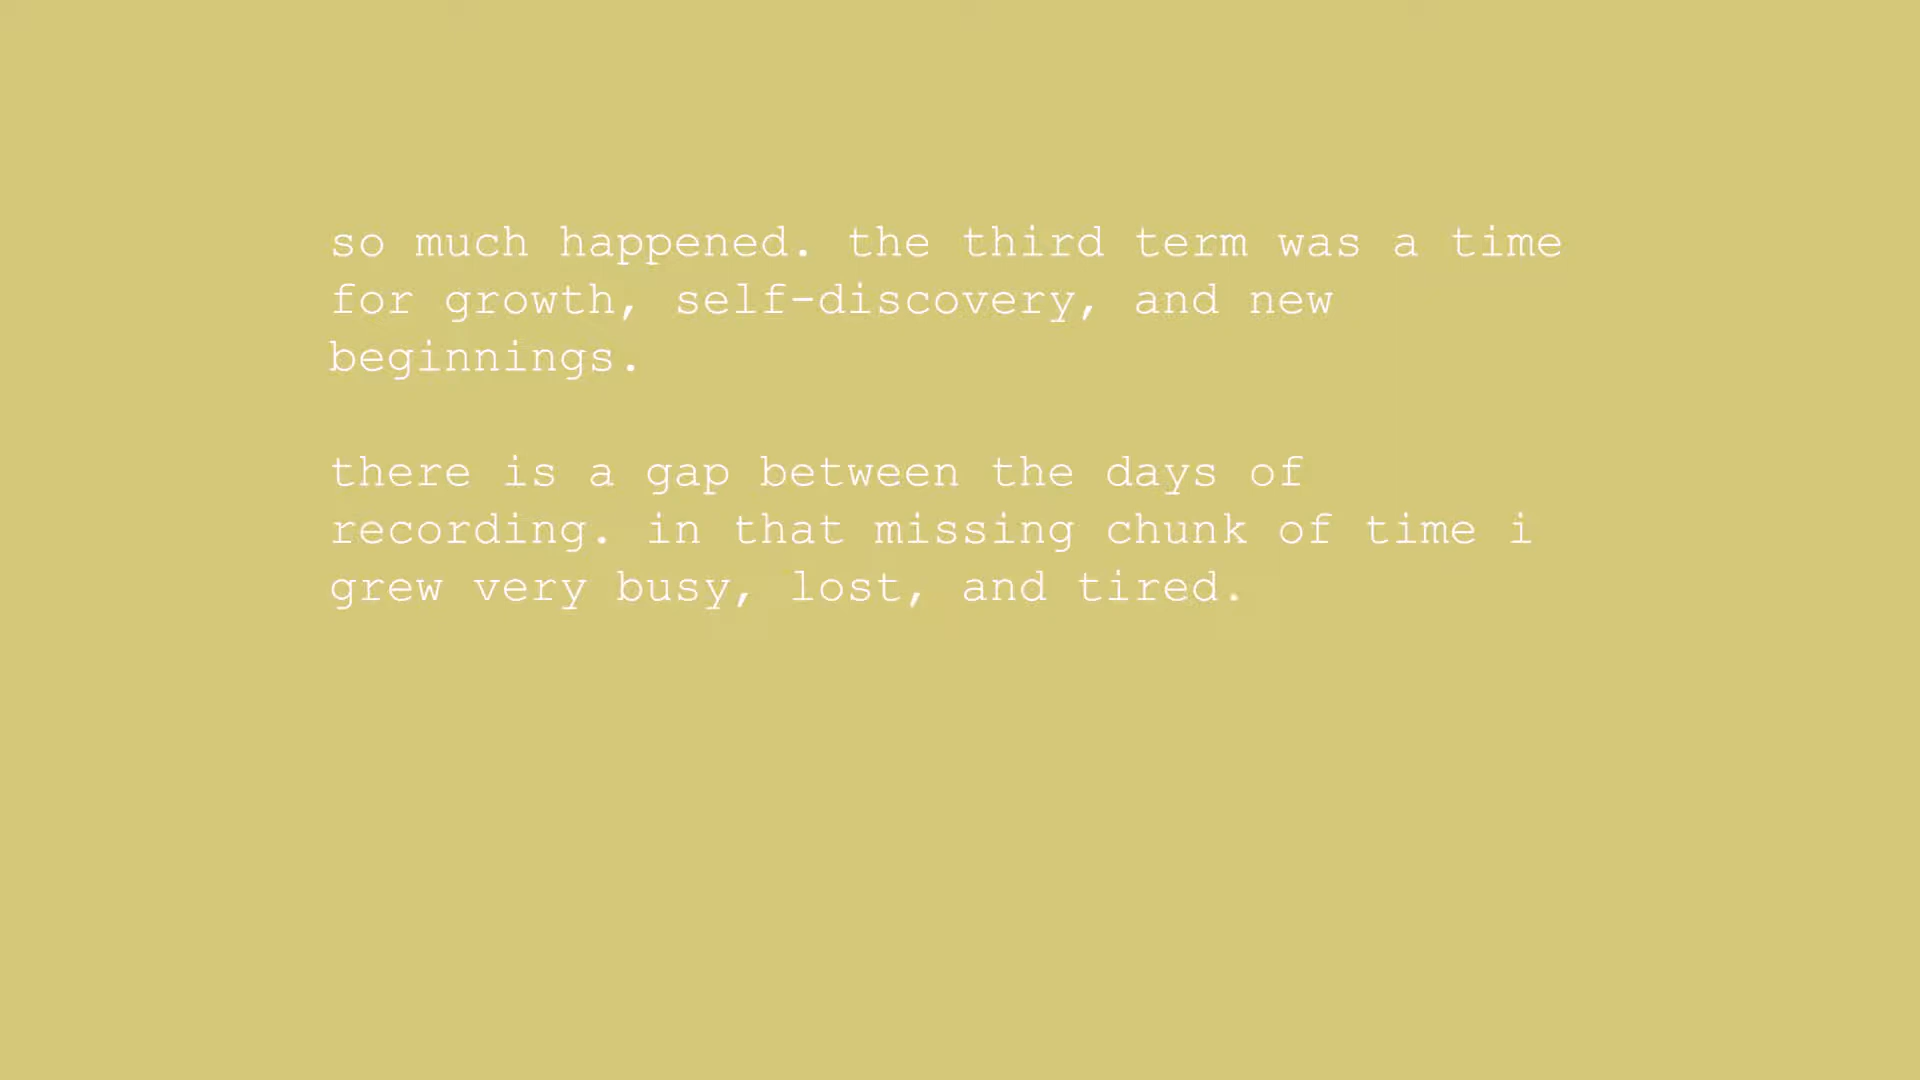 so much happened. the third term was a time
for growth, self-discovery, and new
beginnings.
there is a gap between the days of
recording. in that missing chunk of time i
grew very busy, lost, and tired.